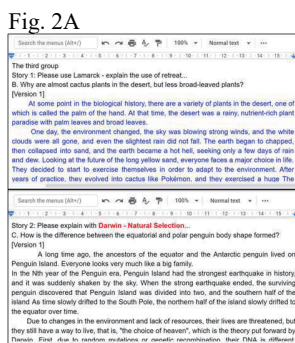 Fig. 2A
Search the menus (Alt+/) 100% Normal text
The third group
Story 1: Please use Lamarck - explain the use of retreat...
B. Why are almost cactus plants in the desert, but less broad-leaved plants?
[Version 1]
At some point in the biological history, there are a variety of plants in the desert, one of
which is called the palm of the hand. At that time, the desert was a rainy, nutrient-rich plant
paradise with palm leaves and broad leaves.
One day, the environment changed, the sky was blowing strong winds, and the white
clouds were all gone, and even the slightest rain did not fall. The earth began to chapped,
then collapsed into sand, and the earth became a hot hell, seeking only a few days of rain
and dew. Looking at the future of the long yellow sand, everyone faces a major choice in life.
They decided to start to exercise themselves in order to adapt to the environment. After
years of practice, they evolved into cactus like Pokémon, and they exercised a huge The
Search the menus (Alt+/) 100% Normal text
Story 2: Please explain with Darwin - Natural Selection...
C. How is the difference between the equatorial and polar penguin body shape formed?
[Version 1]
A long time ago, the ancestors of the equator and the Antarctic penguin lived on
Penguin Island. Everyone looks very much like a big family.
In the Nth year of the Penguin era, Penguin Island had the strongest earthquake in history,
and it was suddenly shaken by the sky. When the strong earthquake ended, the surviving
penguin discovered that Penguin Island was divided into two, and the southern half of the
island As time slowly drifted to the South Pole, the northern half of the island slowly drifted to
the equator over time.
Due to changes in the environment and lack of resources, their lives are threatened, but
they still have a way to live, that is, "the choice of heaven", which is the theory put forward by
Darwin. First, due to random mutations or genetic recombination, their DNA is different